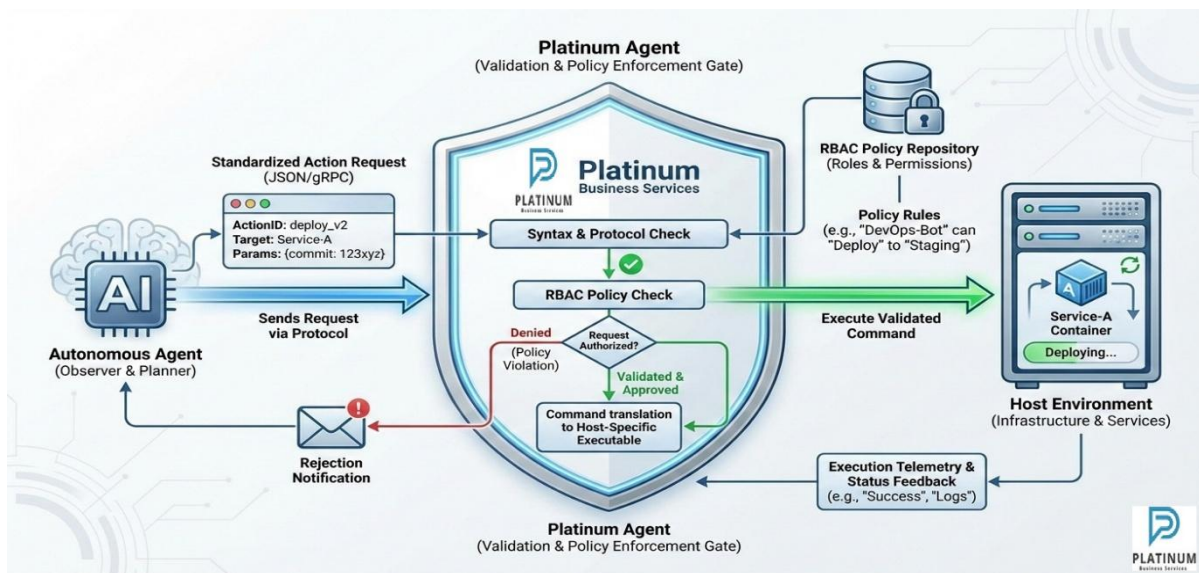 Platinum Agent
(Validation & Policy Enforcement Gate)
Standardized Action Request
(JSON/gRPC)
ActionID: deploy_v2
Target: Service-A
Params: {commit: 123xyz}
AI
Autonomous Agent
(Observer & Planner)
Sends Request
via Protocol
Rejection
Notification
PLATINUM
Business Services
Platinum
Business Services
Syntax & Protocol Check
RBAC Policy Check
Denied
(Policy
Violation)
Request
Authorized?
Validated &
Approved
Command translation
to Host-Specific
Executable
Platinum Agent
(Validation & Policy Enforcement Gate)
RBAC Policy Repository
(Roles & Permissions)
Policy Rules
(e.g., "DevOps-Bot" can
"Deploy" to "Staging")
Execute Validated
Command
A
Service-A
Container
Deploying...
Host Environment
(Infrastructure & Services)
Execution Telemetry &
Status Feedback
(e.g., "Success", "Logs")
PLATINUM
Business Services